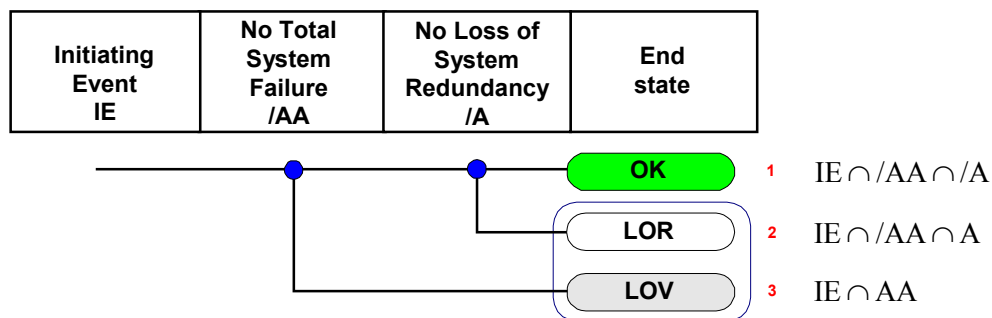 Initiating
Event
IE
No Total
System
Failure
/AA
No Loss of
System
Redundancy
/A
End
state
OK
1
IE ∩ /AA ∩ /A
LOR
2
IE ∩ /AA ∩ A
LOV
3
IE ∩ AA